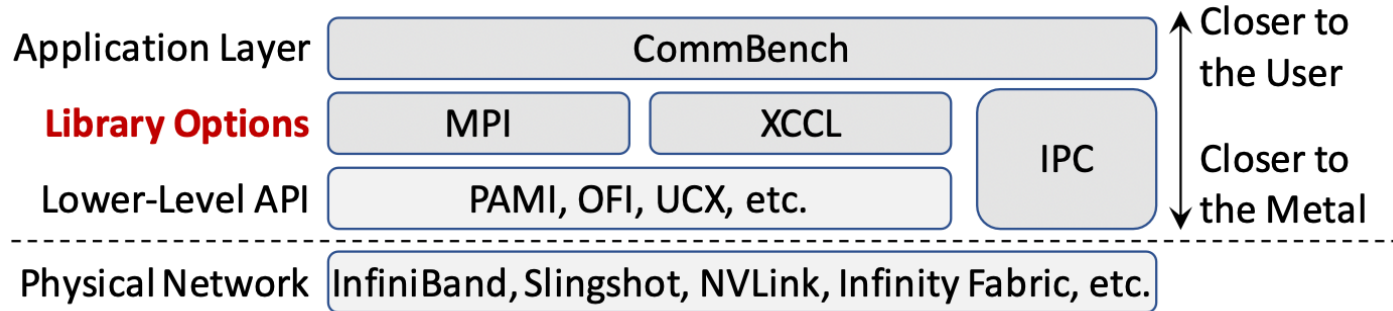 Application Layer
CommBench
Closer to
the User
Library Options
MPI
XCCL
IPC
Lower-Level API
PAMI, OFI, UCX, etc.
Closer to
the Metal
Physical Network
InfiniBand, Slingshot, NVLink, Infinity Fabric, etc.